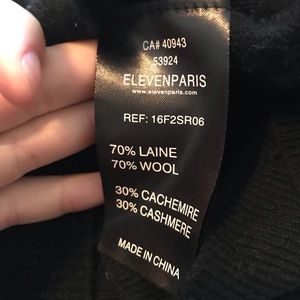 CA# 40943
53924
ELEVENPARIS
www.elevenparis.com
REF: 16F2SR06
70% LAINE
70% WOOL
30% CACHEMIRE
30% CASHMERE
MADE IN CHINA